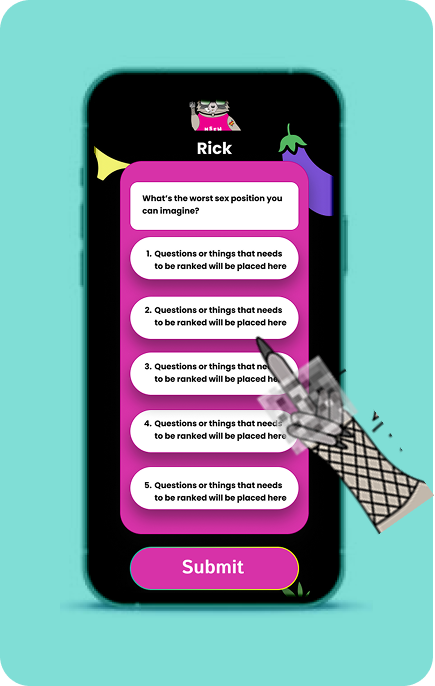 Rick
What's the worst sex position you
can imagine?
1. Questions or things that needs
to be ranked will be placed here
2. Questions or things that needs
to be ranked will be placed here
3. Questions or things that needs
to be ranked will be placed here
4. Questions or things that needs
to be ranked will be placed here
5. Questions or things that needs
to be ranked will be placed here
Submit